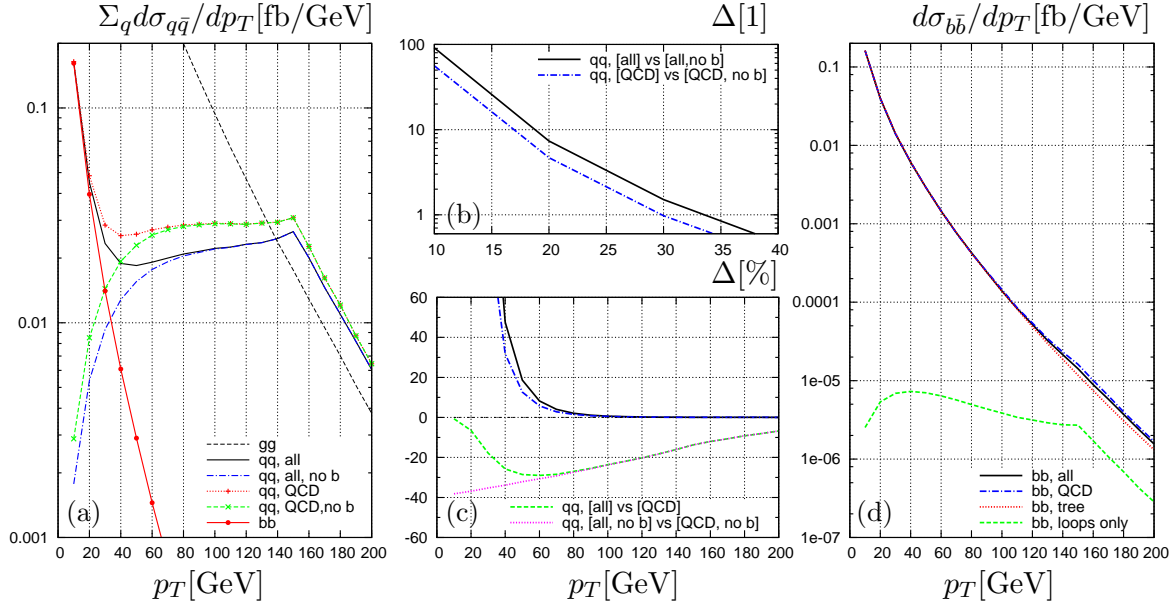 Σ_q dσ_{qq̄}/dp_T [fb/GeV]
0.1
0.01
0.001
gg
qq, all
qq, all, no b
qq, QCD
qq, QCD,no b
bb
(a)
0 20 40 60 80 100 120 140 160 180 200
p_T [GeV]
Δ[1]
100
10
1
qq, [all] vs [all,no b]
qq, [QCD] vs [QCD, no b]
(b)
10 15 20 25 30 35 40
Δ[%]
60
40
20
0
-20
-40
-60
qq, [all] vs [QCD]
qq, [all, no b] vs [QCD, no b]
(c)
0 20 40 60 80 100 120 140 160 180 200
p_T [GeV]
dσ_{bb̄}/dp_T [fb/GeV]
0.1
0.01
0.001
0.0001
1e-05
1e-06
1e-07
bb, all
bb, QCD
bb, tree
bb, loops only
(d)
0 20 40 60 80 100 120 140 160 180 200
p_T [GeV]